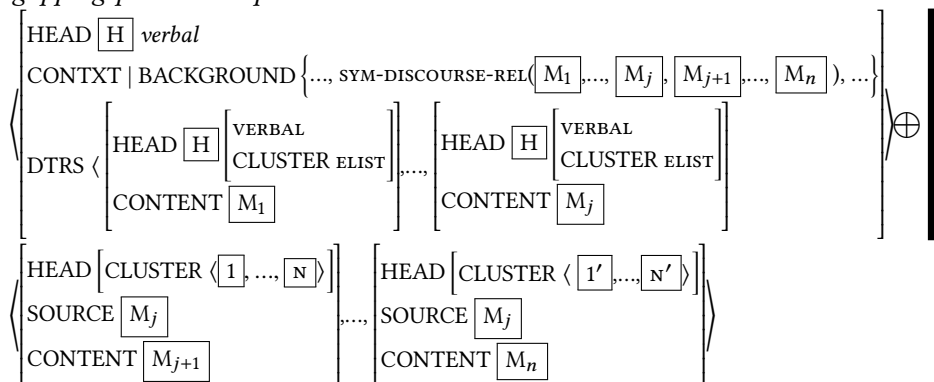 HEAD H verbal
CONTXT | BACKGROUND {..., SYM-DISCOURSE-REL( M₁ ,..., Mⱼ , Mⱼ₊₁ ,..., Mₙ ), ...}
DTRS ⟨ [HEAD H [VERBAL CLUSTER ELIST] CONTENT M₁ ],..., [HEAD H [VERBAL CLUSTER ELIST] CONTENT Mⱼ ] ⟩ ⊕
⟨ [HEAD [CLUSTER ⟨ 1 , ..., N ⟩] ,..., [HEAD [CLUSTER ⟨ 1′ ,..., N′ ⟩]
SOURCE Mⱼ SOURCE Mⱼ
CONTENT Mⱼ₊₁ CONTENT Mₙ ⟩